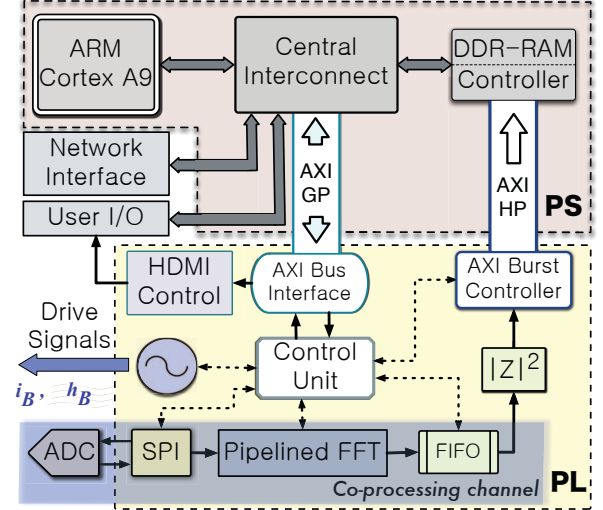 ARM
Cortex A9
Central
Interconnect
DDR-RAM
Controller
Network
Interface
AXI
GP
AXI
HP
PS
User I/O
HDMI
Control
AXI Bus
Interface
AXI Burst
Controller
Drive
Signals
i_B, h_B
Control
Unit
|Z|²
ADC
SPI
Pipelined FFT
FIFO
Co-processing channel
PL